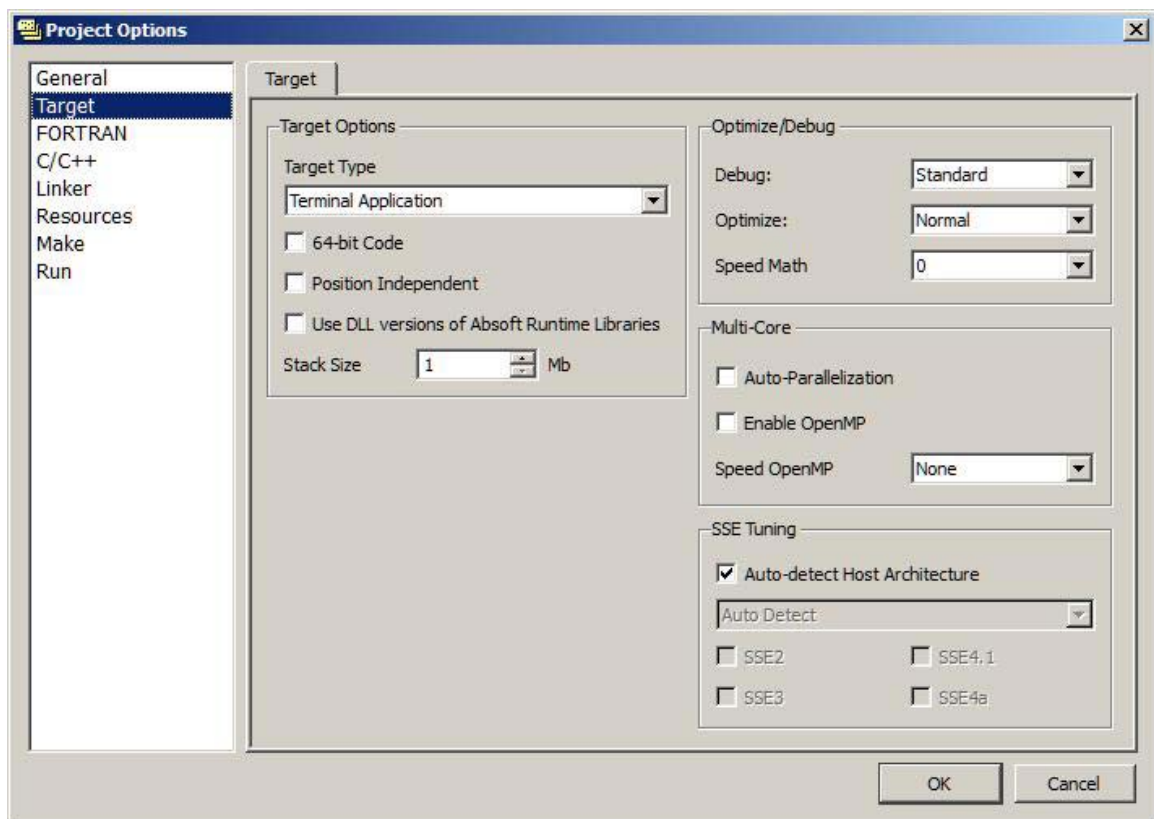 Project Options
General
Target
FORTRAN
C/C++
Linker
Resources
Make
Run
Target
Target Options
Target Type
Terminal Application
64-bit Code
Position Independent
Use DLL versions of Absoft Runtime Libraries
Stack Size 1 Mb
Optimize/Debug
Debug: Standard
Optimize: Normal
Speed Math 0
Multi-Core
Auto-Parallelization
Enable OpenMP
Speed OpenMP None
SSE Tuning
Auto-detect Host Architecture
Auto Detect
SSE2 SSE4.1
SSE3 SSE4a
OK Cancel